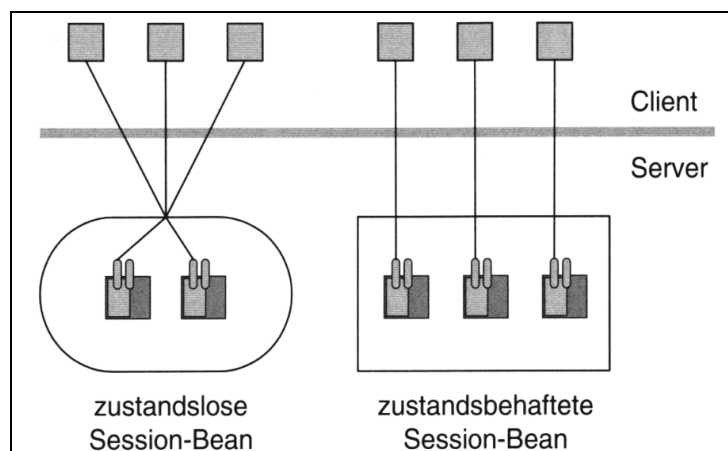 Client
Server
zustandslose
Session-Bean
zustandsbehaftete
Session-Bean